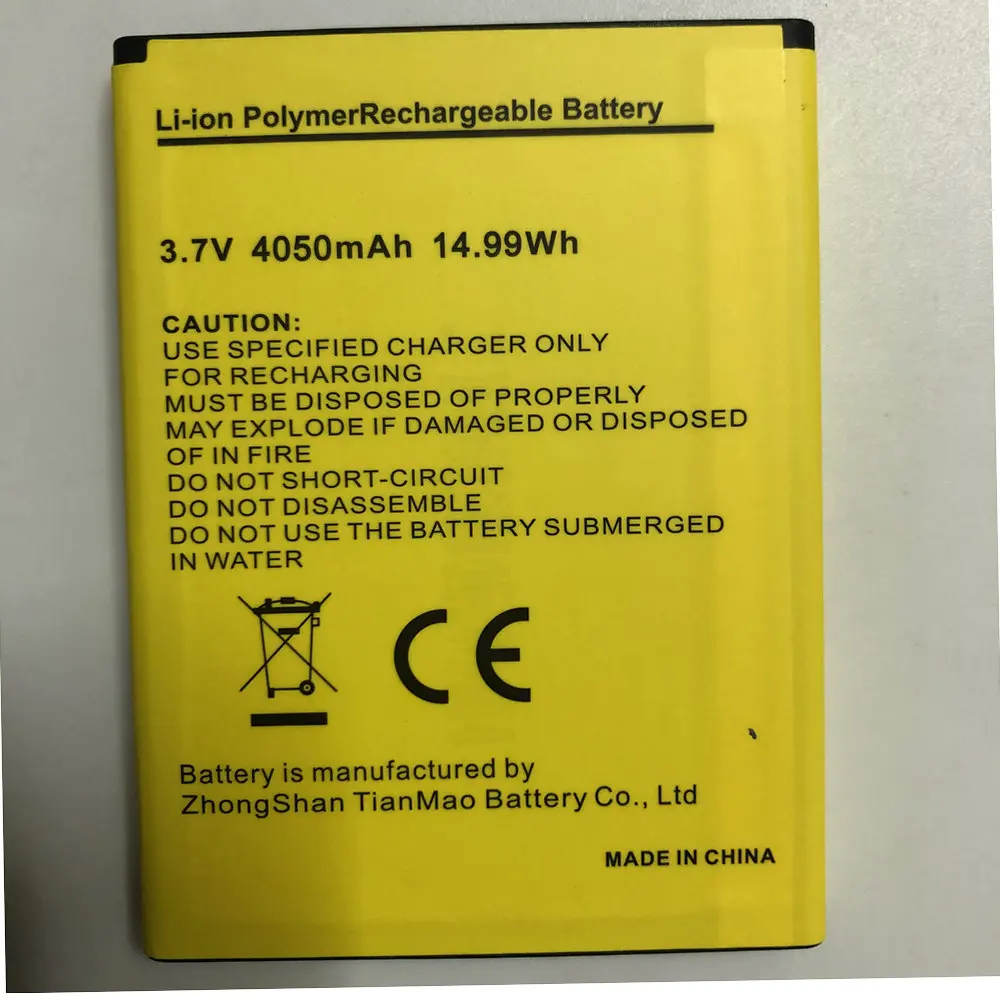 Li-ion PolymerRechargeable Battery
3.7V 4050mAh 14.99Wh
CAUTION:
USE SPECIFIED CHARGER ONLY
FOR RECHARGING
MUST BE DISPOSED OF PROPERLY
MAY EXPLODE IF DAMAGED OR DISPOSED
OF IN FIRE
DO NOT SHORT-CIRCUIT
DO NOT DISASSEMBLE
DO NOT USE THE BATTERY SUBMERGED
IN WATER
CE
Battery is manufactured by
ZhongShan TianMao Battery Co., Ltd
MADE IN CHINA